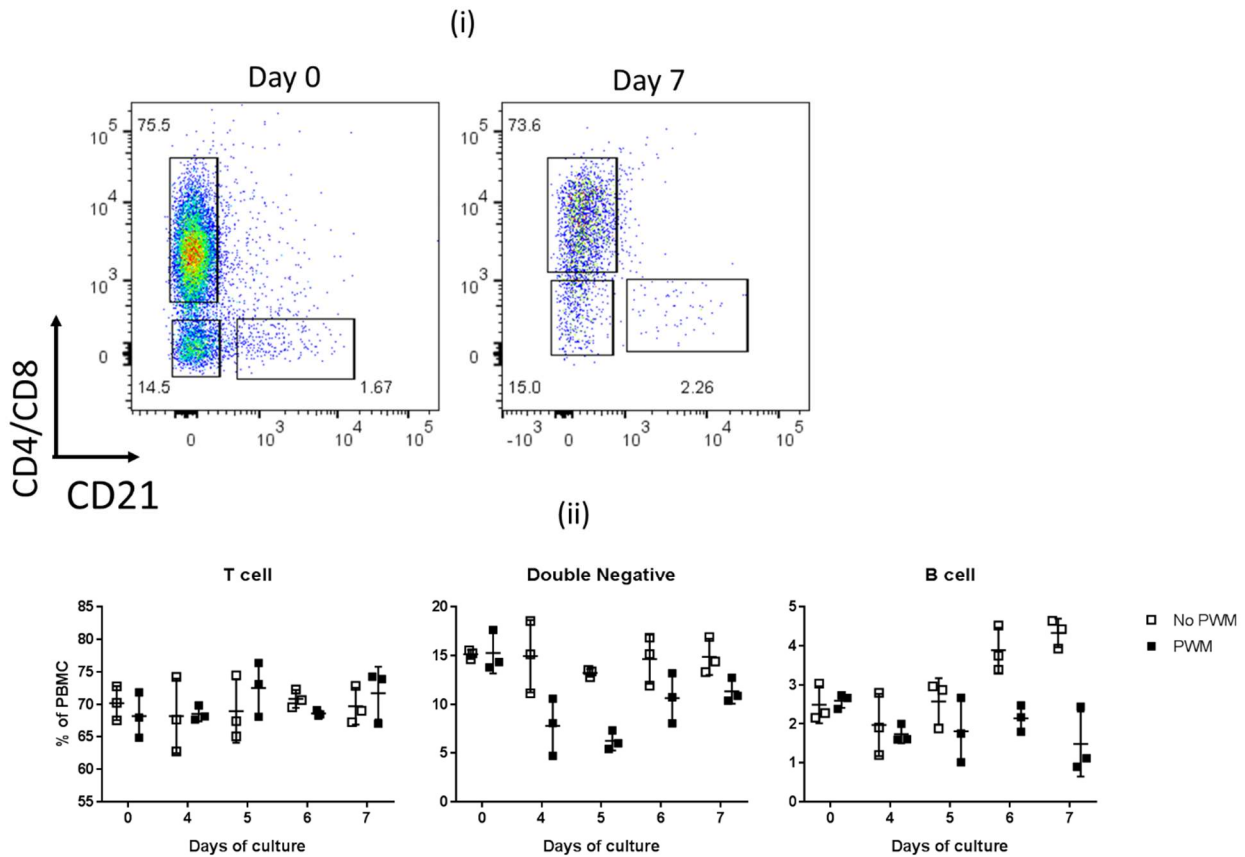 (i)
Day 0
Day 7
75.5
73.6
10^5
10^4
10^3
0
10^5
10^4
10^3
0
14.5
1.67
15.0
2.26
0
10^3
10^4
10^5
-10^3
0
10^3
10^4
10^5
CD4/CD8
CD21
(ii)
T cell
Double Negative
B cell
% of PBMC
85
80
75
70
65
60
55
0 4 5 6 7
Days of culture
20
15
10
5
0
0 4 5 6 7
Days of culture
5
4
3
2
1
0
0 4 5 6 7
Days of culture
No PWM
PWM